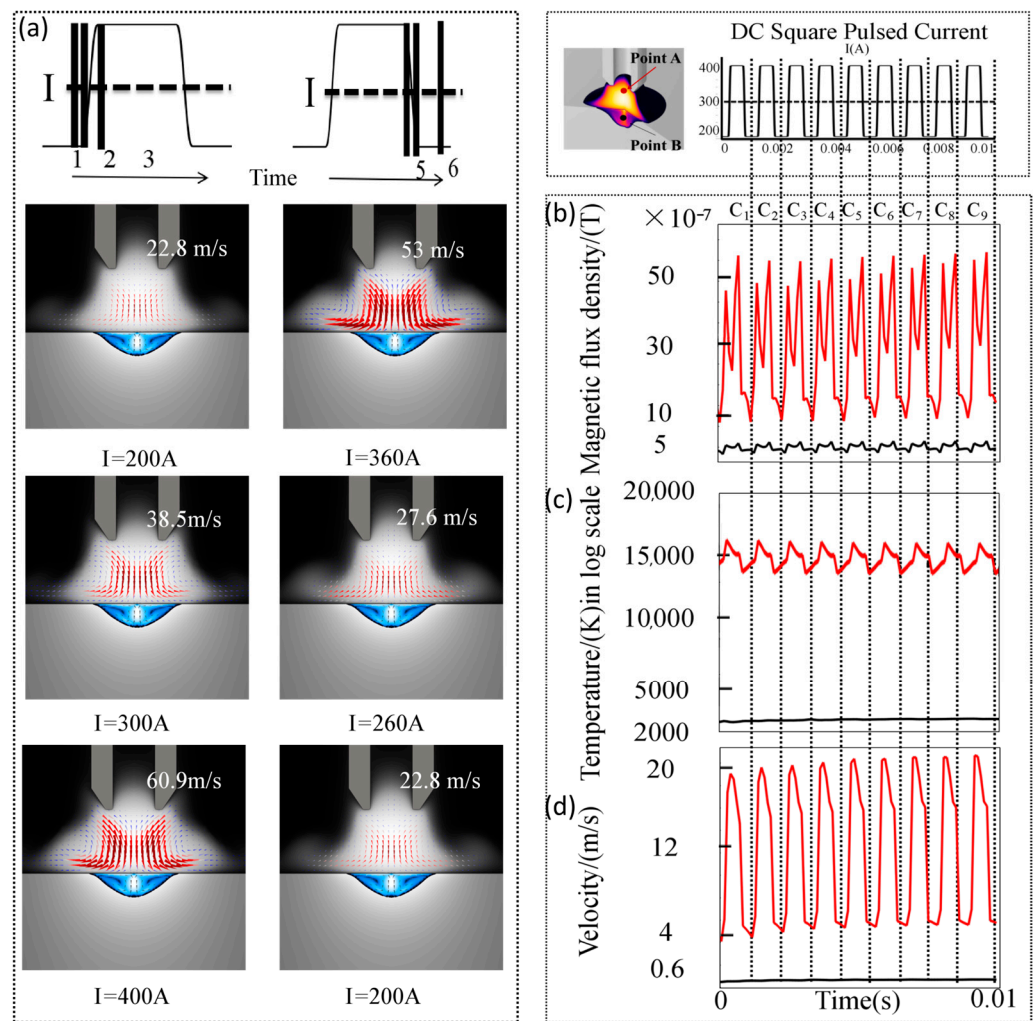 (a)
I
I
1 2 3
5 6
Time
22.8 m/s
53 m/s
I=200A
I=360A
38.5m/s
27.6 m/s
I=300A
I=260A
60.9m/s
22.8 m/s
I=400A
I=200A
DC Square Pulsed Current
I(A)
Point A
Point B
400
300
200
0 0.002 0.004 0.006 0.008 0.01
(b)
×10-7
C1 C2 C3 C4 C5 C6 C7 C8 C9
Magnetic flux density/(T)
50
30
10
5
(c)
Temperature/(K)in log scale
20,000
15,000
10,000
5000
2000
(d)
Velocity/(m/s)
20
12
4
0.6
0 Time(s) 0.01